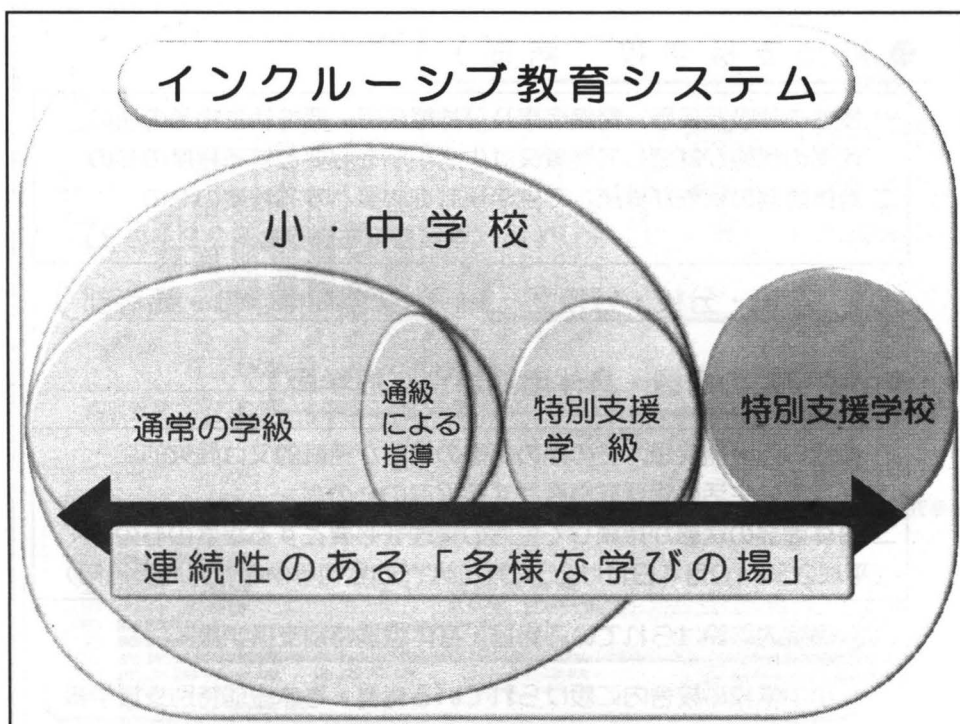 インクルーシブ教育システム
小・中学校
通常の学級
通級
による
指導
特別支援
学 級
特別支援学校
連続性のある「多様な学びの場」